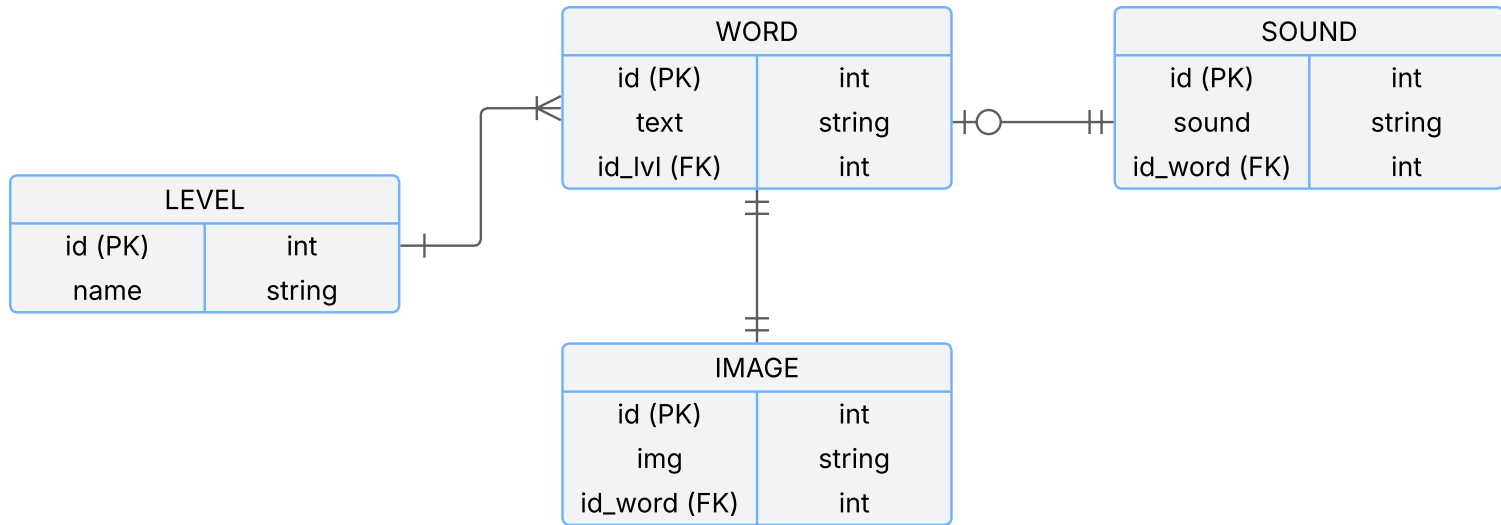 WORD
id (PK) int
text string
id_lvl (FK) int
SOUND
id (PK) int
sound string
id_word (FK) int
LEVEL
id (PK) int
name string
IMAGE
id (PK) int
img string
id_word (FK) int